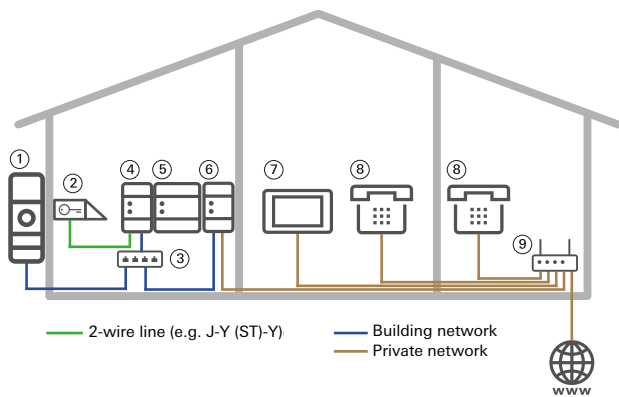 ①
②
④ ⑤ ⑥
⑦
⑧
⑧
③
⑨
2-wire line (e.g. J-Y (ST)-Y)
Building network
Private network
www